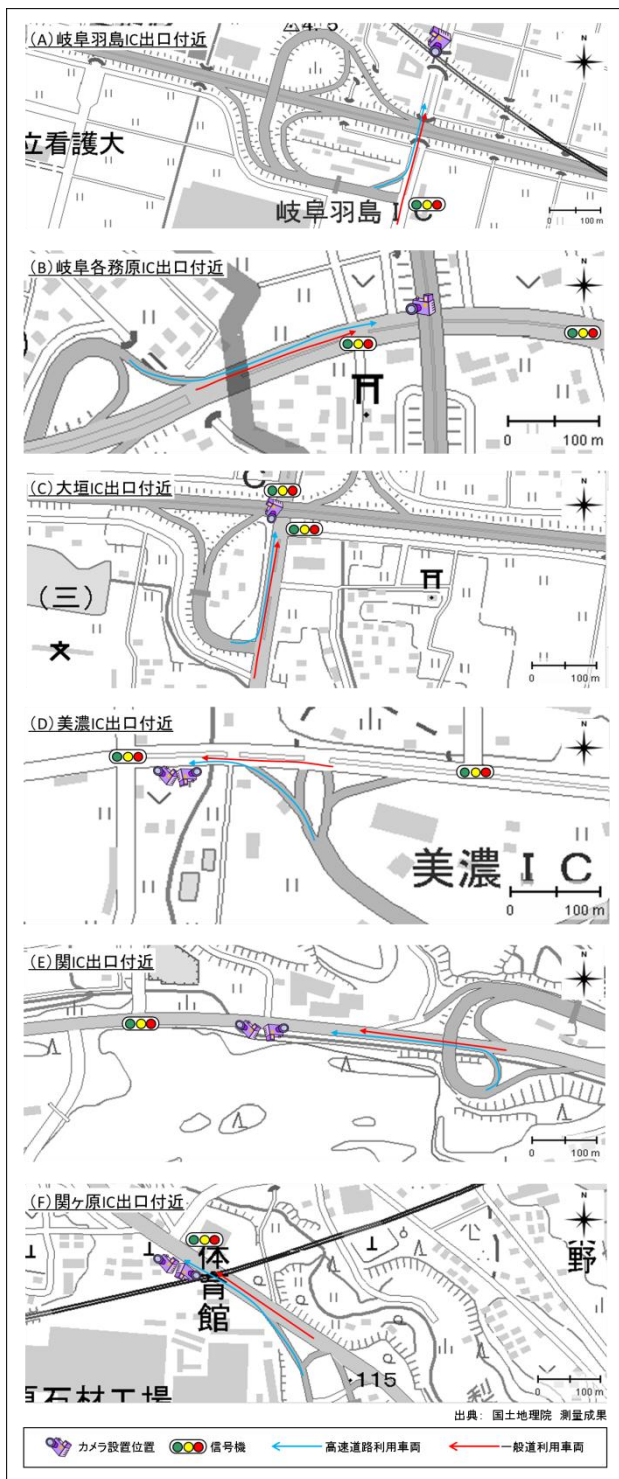 (A)岐阜羽島IC出口付近
4.5
N
立看護大
岐阜羽島IC
0 100 m
(B)岐阜各務原IC出口付近
N
0 100 m
(C)大垣IC出口付近
C
N
(三)
文
0 100 m
(D)美濃IC出口付近
N
美濃IC
0 100 m
(E)関IC出口付近
N
0 100 m
(F)関ヶ原IC出口付近
N
体育館
野
・115
原石材工場
0 100 m
出典: 国土地理院 測量成果
カメラ設置位置 信号機 高速道路利用車両 一般道利用車両